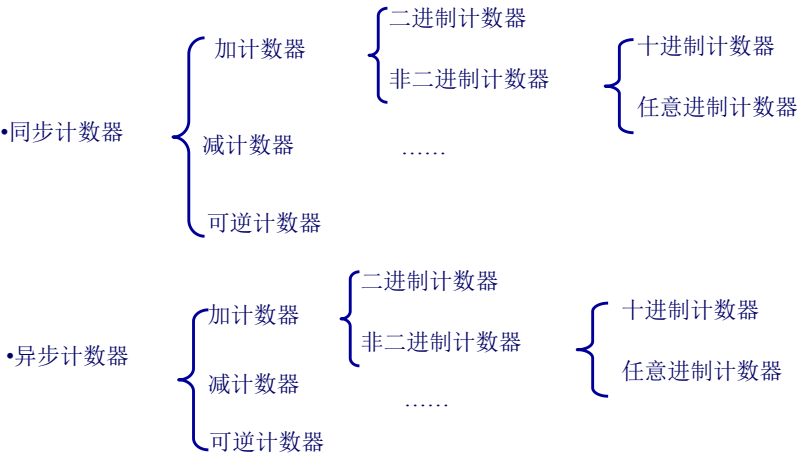 二进制计数器
加计数器
十进制计数器
非二进制计数器
任意进制计数器
•同步计数器
减计数器
……
可逆计数器
二进制计数器
加计数器
十进制计数器
非二进制计数器
•异步计数器
任意进制计数器
减计数器
……
可逆计数器